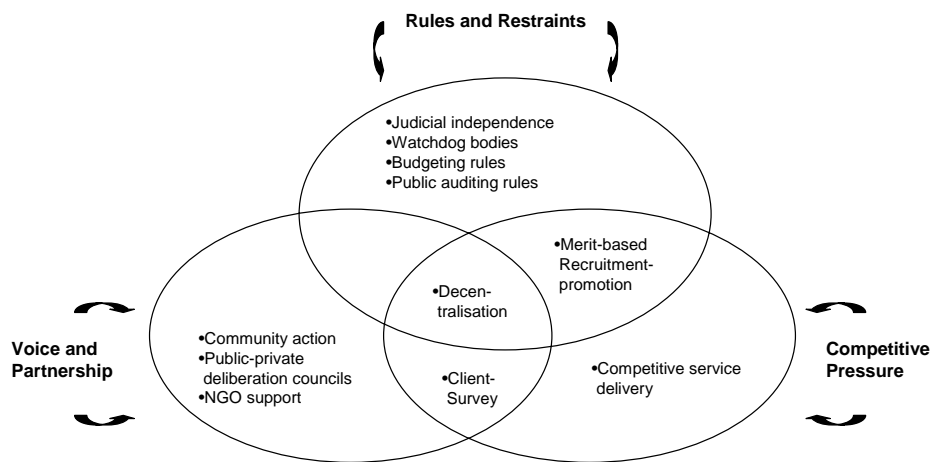 Rules and Restraints
•Judicial independence
•Watchdog bodies
•Budgeting rules
•Public auditing rules
•Merit-based
Recruitment-
promotion
•Decen-
tralisation
Voice and
Partnership
•Community action
•Public-private
deliberation councils
•NGO support
•Client-
Survey
•Competitive service
delivery
Competitive
Pressure